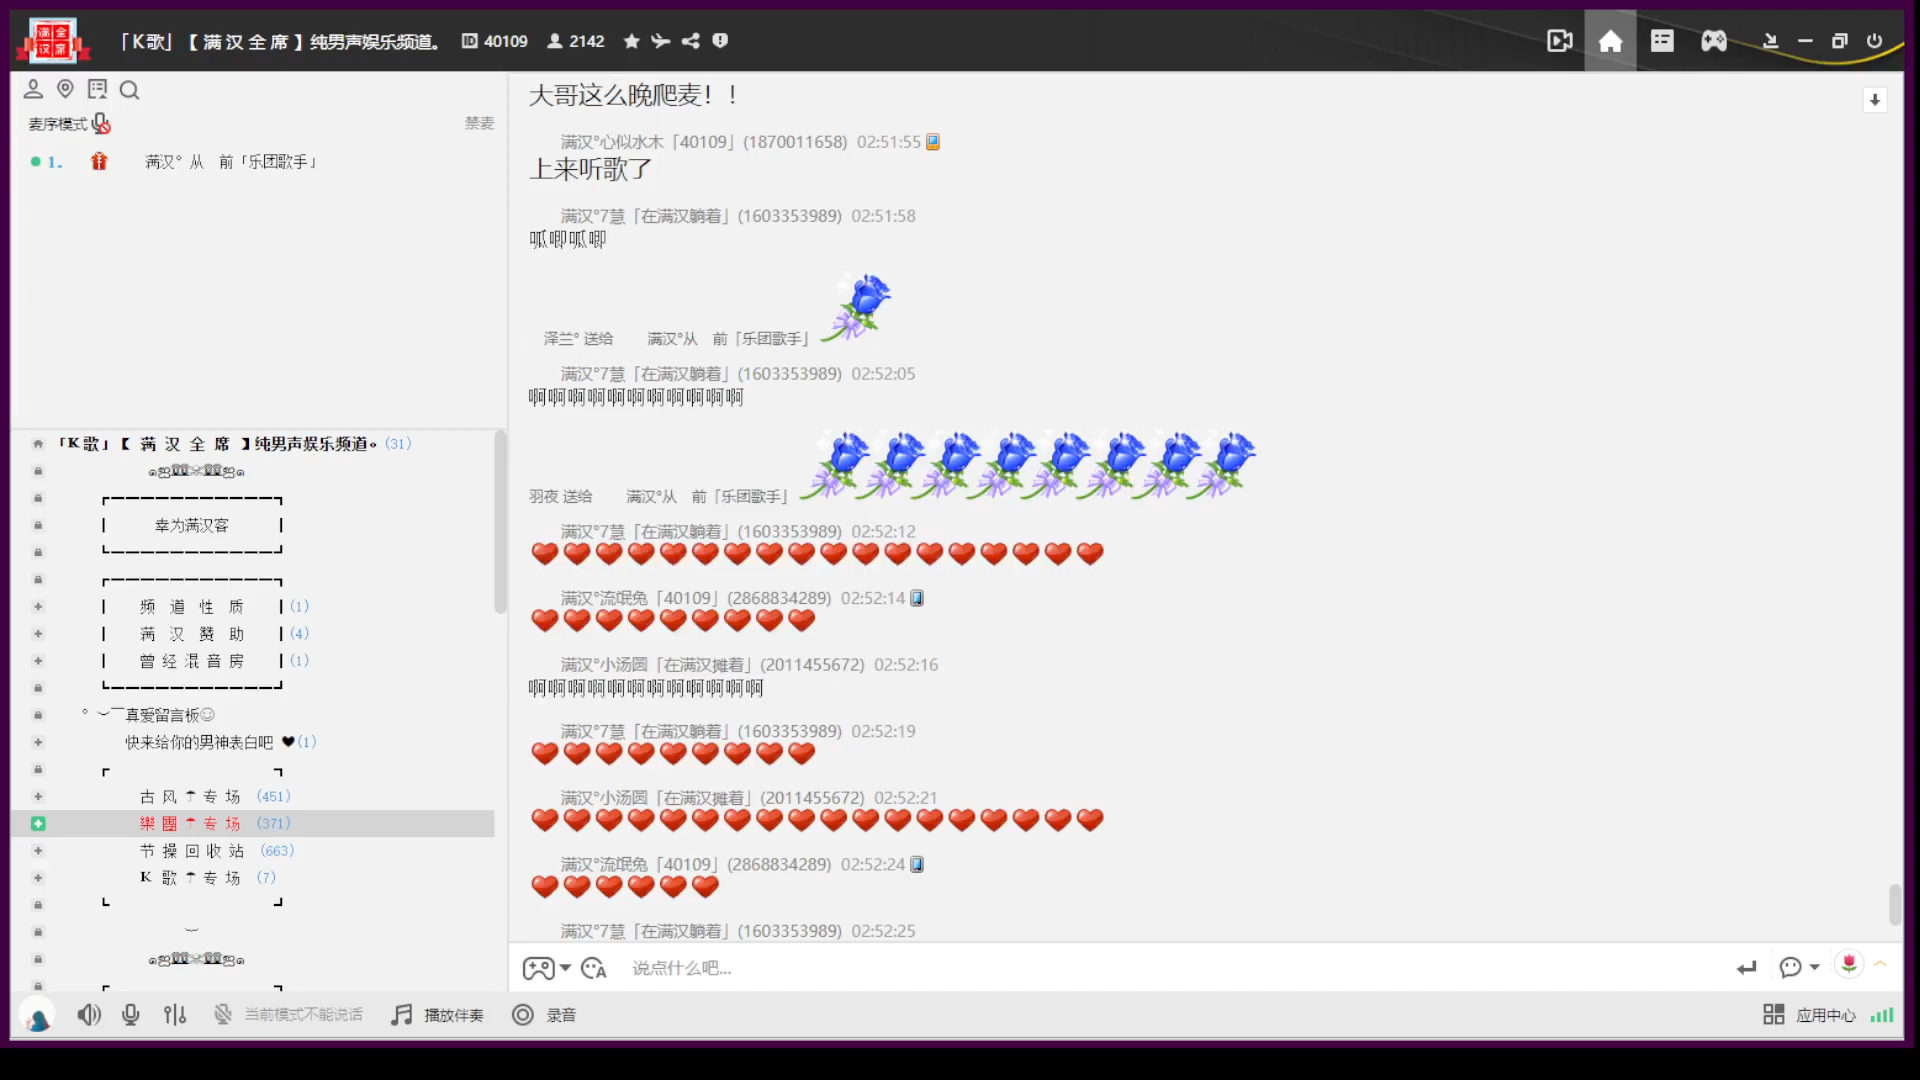 满汉全席
「K歌」【 满 汉 全 席 】纯男声娱乐频道。 ID 40109 2142
麦序模式 禁麦
1. 满汉° 从 前「乐团歌手」
「K歌」【 满 汉 全 席 】纯男声娱乐频道。(31)
幸为满汉客
频 道 性 质 (1)
满 汉 赞 助 (4)
曾 经 混 音 房 (1)
真爱留言板
快来给你的男神表白吧 (1)
古 风 专 场 (451)
樂 團 专 场 (371)
节 操 回 收 站 (663)
K 歌 专 场 (7)
大哥这么晚爬麦！！
满汉°心似水木「40109」(1870011658) 02:51:55
上来听歌了
满汉°7慧「在满汉躺着」(1603353989) 02:51:58
呱唧呱唧
泽兰° 送给 满汉°从 前「乐团歌手」
满汉°7慧「在满汉躺着」(1603353989) 02:52:05
啊啊啊啊啊啊啊啊啊啊啊
羽夜 送给 满汉°从 前「乐团歌手」
满汉°7慧「在满汉躺着」(1603353989) 02:52:12
满汉°流氓兔「40109」(2868834289) 02:52:14
满汉°小汤圆「在满汉摊着」(2011455672) 02:52:16
啊啊啊啊啊啊啊啊啊啊啊啊
满汉°7慧「在满汉躺着」(1603353989) 02:52:19
满汉°小汤圆「在满汉摊着」(2011455672) 02:52:21
满汉°流氓兔「40109」(2868834289) 02:52:24
满汉°7慧「在满汉躺着」(1603353989) 02:52:25
说点什么吧...
当前模式不能说话 播放伴奏 录音 应用中心